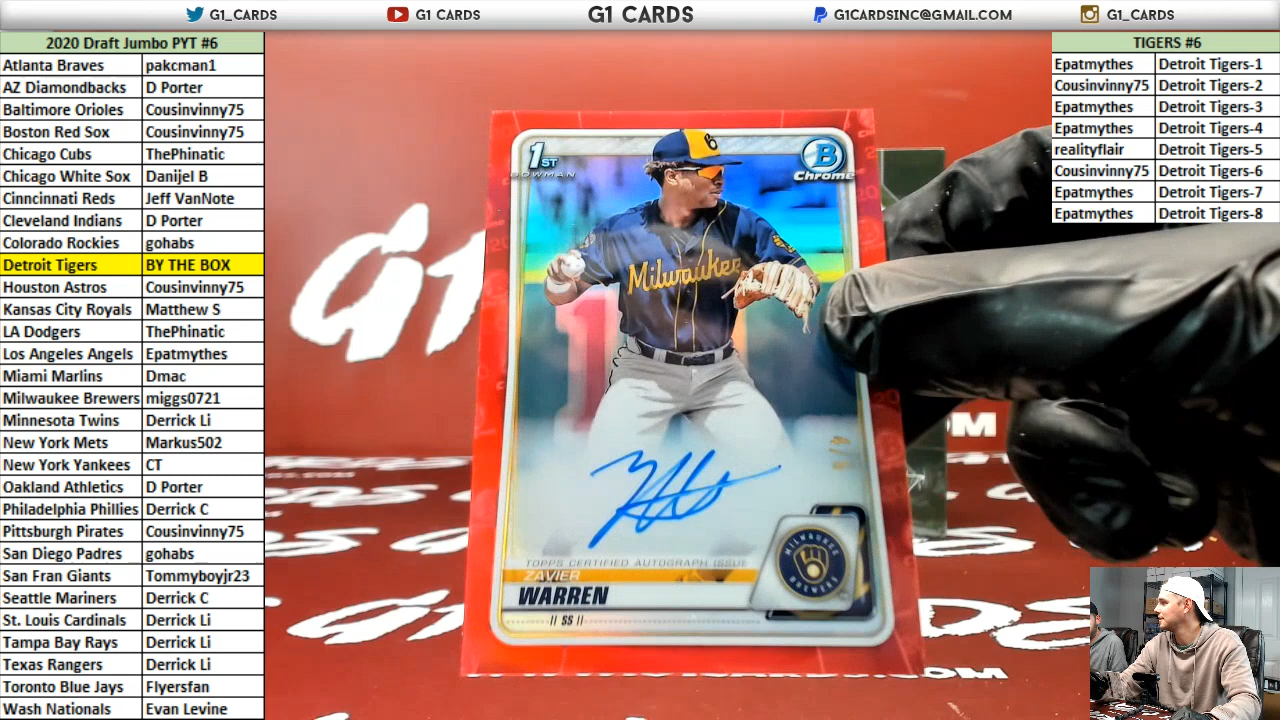 G1_CARDS
G1 CARDS
G1 CARDS
G1CARDSINC@GMAIL.COM
G1_CARDS
2020 Draft Jumbo PYT #6
Atlanta Braves pakcman1
AZ Diamondbacks D Porter
Baltimore Orioles Cousinvinny75
Boston Red Sox Cousinvinny75
Chicago Cubs ThePhinatic
Chicago White Sox Danijel B
Cinncinnati Reds Jeff VanNote
Cleveland Indians D Porter
Colorado Rockies gohabs
Detroit Tigers BY THE BOX
Houston Astros Cousinvinny75
Kansas City Royals Matthew S
LA Dodgers ThePhinatic
Los Angeles Angels Epatmythes
Miami Marlins Dmac
Milwaukee Brewers miggs0721
Minnesota Twins Derrick Li
New York Mets Markus502
New York Yankees CT
Oakland Athletics D Porter
Philadelphia Phillies Derrick C
Pittsburgh Pirates Cousinvinny75
San Diego Padres gohabs
San Fran Giants Tommyboyjr23
Seattle Mariners Derrick C
St. Louis Cardinals Derrick Li
Tampa Bay Rays Derrick Li
Texas Rangers Derrick Li
Toronto Blue Jays Flyersfan
Wash Nationals Evan Levine
TIGERS #6
Epatmythes Detroit Tigers-1
Cousinvinny75 Detroit Tigers-2
Epatmythes Detroit Tigers-3
Epatmythes Detroit Tigers-4
realityflair Detroit Tigers-5
Cousinvinny75 Detroit Tigers-6
Epatmythes Detroit Tigers-7
Epatmythes Detroit Tigers-8
1ST
BOWMAN
B
Chrome
Milwaukee
TOPPS CERTIFIED AUTOGRAPH ISSUE
ZAVIER
WARREN
// SS //
MILWAUKEE
BREWERS